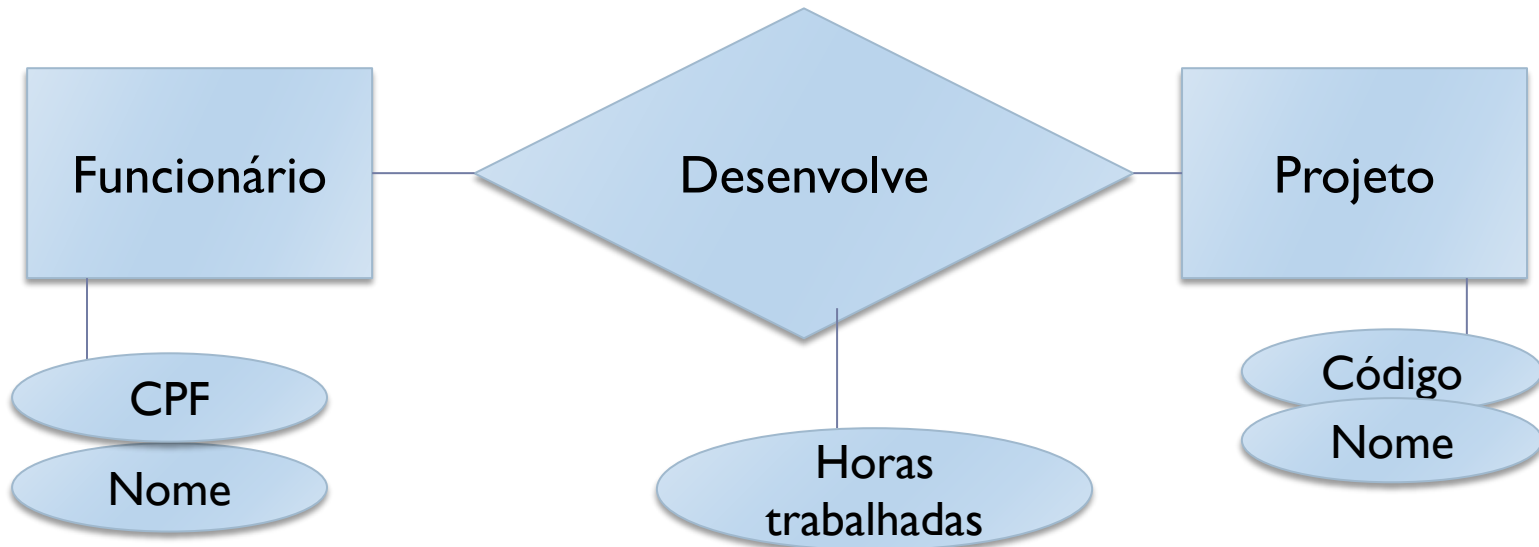 Funcionário
Desenvolve
Projeto
CPF
Nome
Horas
trabalhadas
Código
Nome